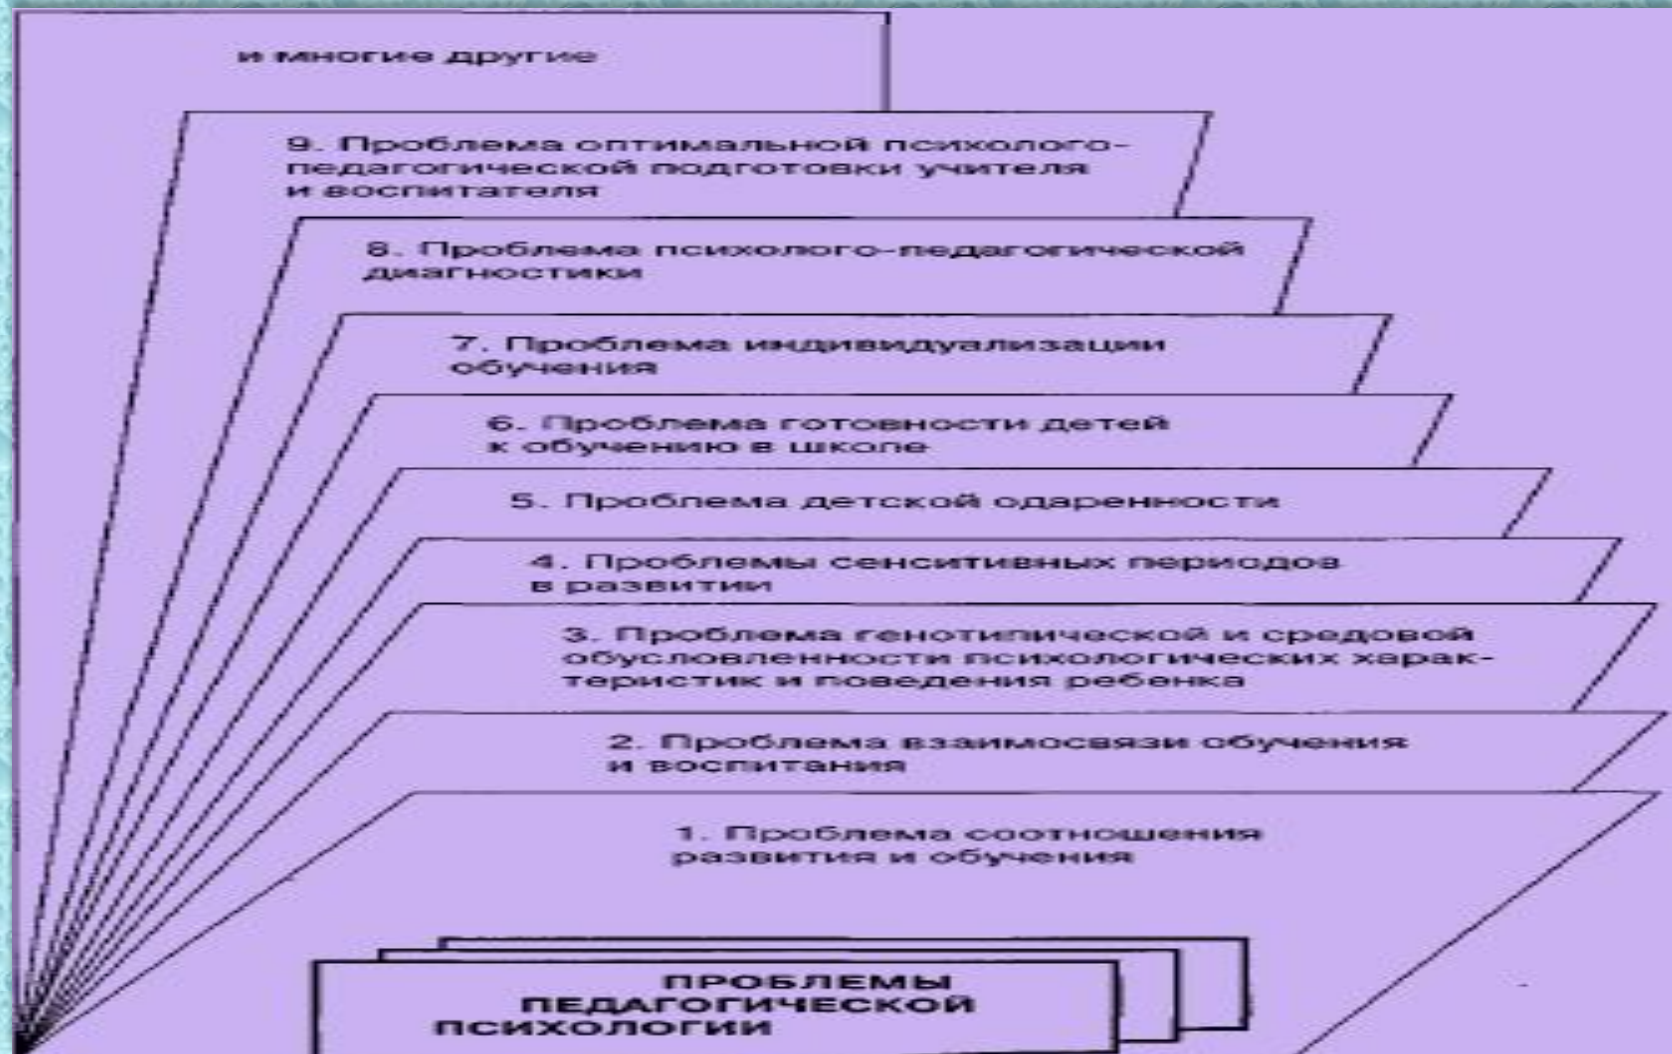 и многие другие
9. Проблема оптимальной психолого-
педагогической подготовки учителя
и воспитателя
8. Проблема психолого-педагогической
диагностики
7. Проблема индивидуализации
обучения
6. Проблема готовности детей
к обучению в школе
5. Проблема детской одаренности
4. Проблемы сенситивных периодов
в развитии
3. Проблема генотипической и средовой
обусловленности психологических харак-
теристик и поведения ребенка
2. Проблема взаимосвязи обучения
и воспитания
1. Проблема соотношения
развития и обучения
ПРОБЛЕМЫ
ПЕДАГОГИЧЕСКОЙ
ПСИХОЛОГИИ